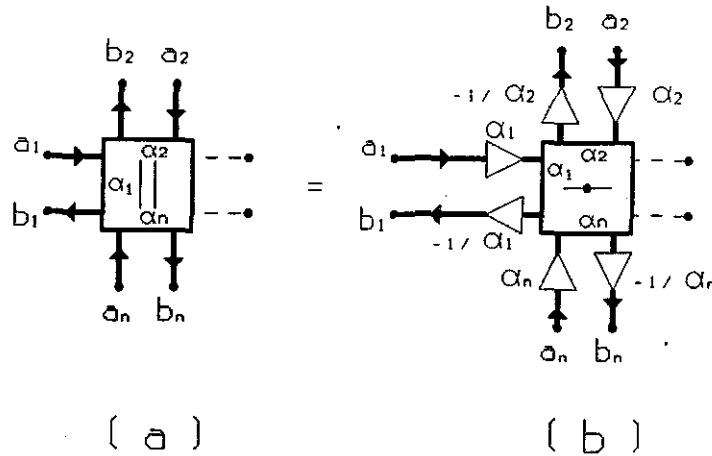 b₂ a₂ b₂ a₂
-1/α₂ α₂
a₁ α₂ a₁ α₁ α₁ α₂
α₁ =
b₁ αₙ b₁ -1/α₁ αₙ
αₙ -1/αₙ
aₙ bₙ aₙ bₙ
(a) (b)